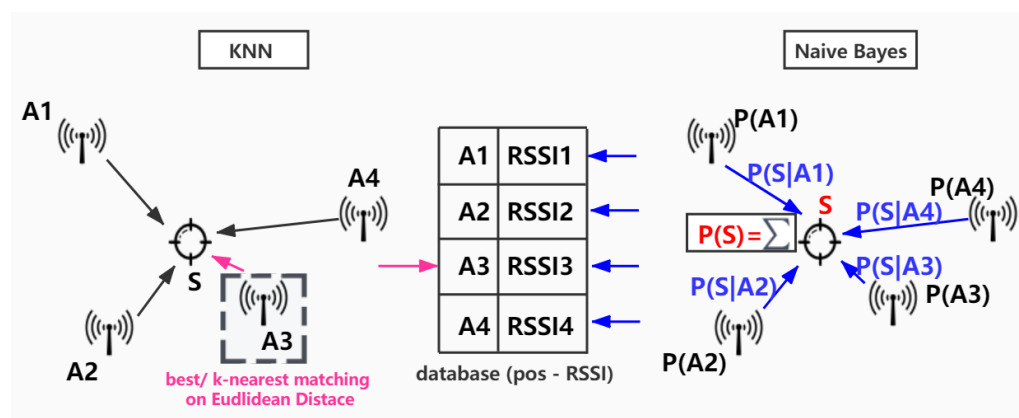 KNN
A1
A4
S
A2
A3
best/ k-nearest matching
on Eudlidean Distace
A1 RSSI1
A2 RSSI2
A3 RSSI3
A4 RSSI4
database (pos - RSSI)
Naive Bayes
P(A1)
P(S|A1)
P(A4)
S
P(S|A4)
P(S)=∑
P(S|A3)
P(S|A2)
P(A3)
P(A2)